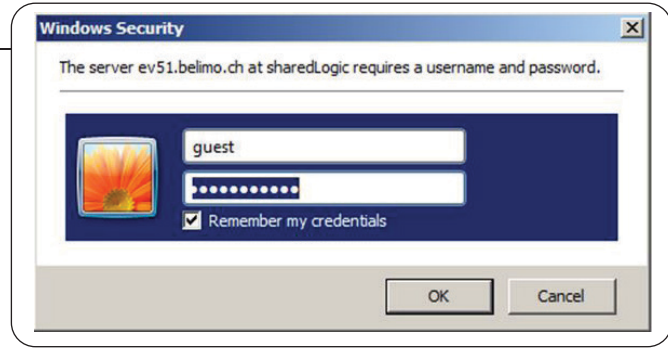 Windows Security
The server ev51.belimo.ch at sharedLogic requires a username and password.
guest
•••••••••••
Remember my credentials
OK
Cancel